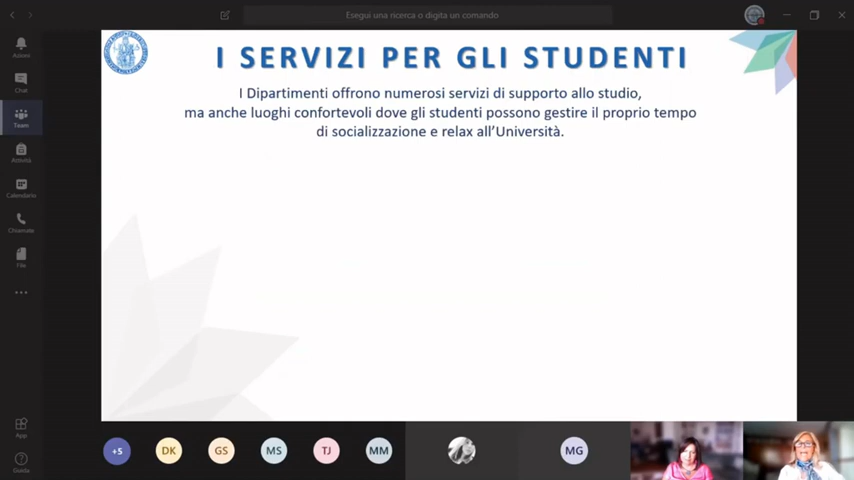 Esegui una ricerca o digita un comando
Azioni
Chat
Team
Attività
Calendario
Chiamate
File
App
Guida
I SERVIZI PER GLI STUDENTI
I Dipartimenti offrono numerosi servizi di supporto allo studio,
ma anche luoghi confortevoli dove gli studenti possono gestire il proprio tempo
di socializzazione e relax all’Università.
+5
DK
GS
MS
TJ
MM
MG